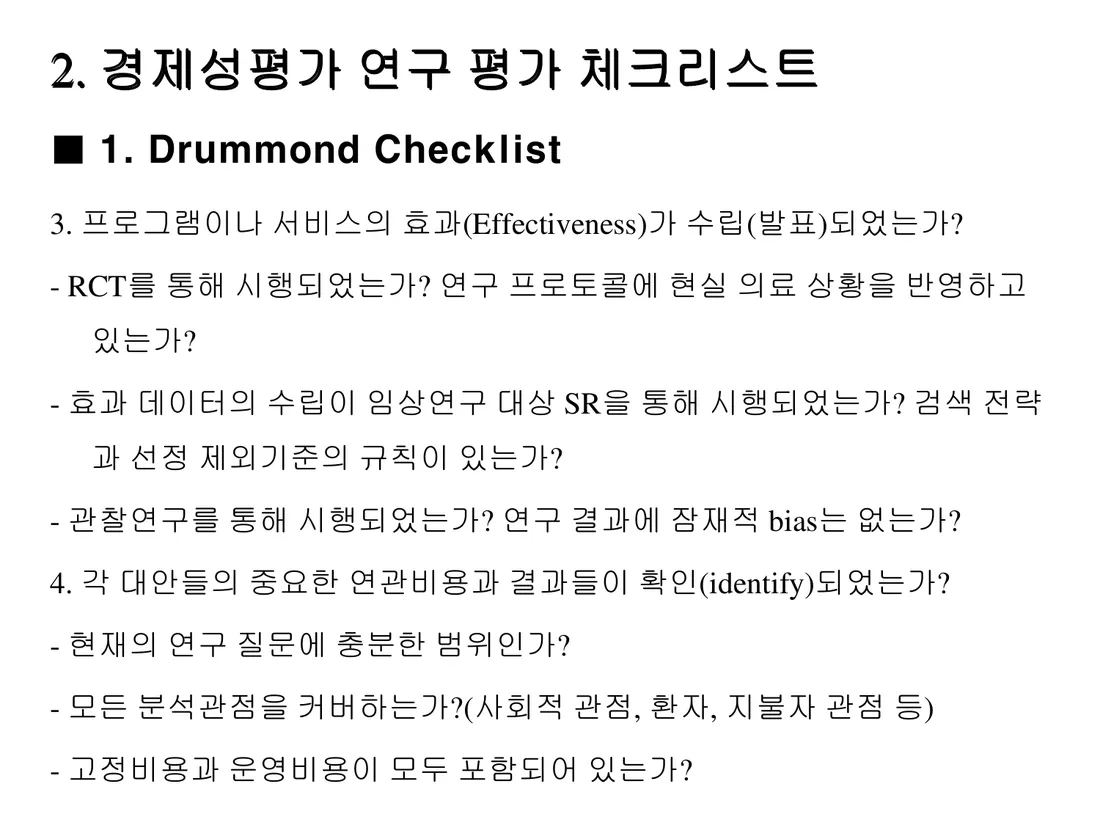 2. 경제성평가 연구 평가 체크리스트
■ 1. Drummond Checklist
3. 프로그램이나 서비스의 효과(Effectiveness)가 수립(발표)되었는가?
- RCT를 통해 시행되었는가? 연구 프로토콜에 현실 의료 상황을 반영하고
있는가?
- 효과 데이터의 수립이 임상연구 대상 SR을 통해 시행되었는가? 검색 전략
과 선정 제외기준의 규칙이 있는가?
- 관찰연구를 통해 시행되었는가? 연구 결과에 잠재적 bias는 없는가?
4. 각 대안들의 중요한 연관비용과 결과들이 확인(identify)되었는가?
- 현재의 연구 질문에 충분한 범위인가?
- 모든 분석관점을 커버하는가?(사회적 관점, 환자, 지불자 관점 등)
- 고정비용과 운영비용이 모두 포함되어 있는가?